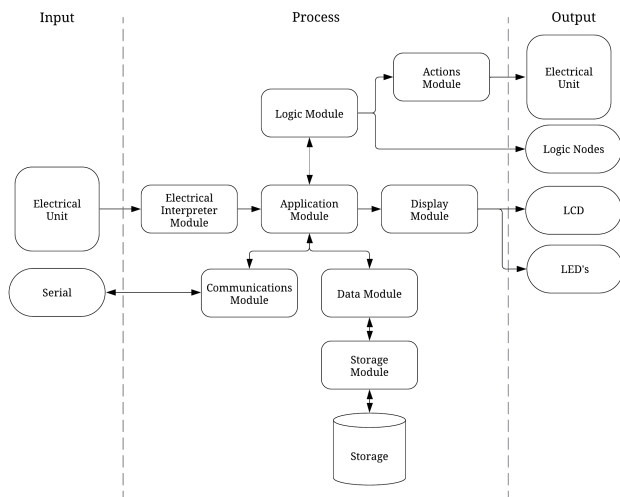 Input
Process
Output
Actions
Module
Electrical
Unit
Logic Module
Logic Nodes
Electrical
Unit
Electrical
Interpreter
Module
Application
Module
Display
Module
LCD
LED's
Serial
Communications
Module
Data Module
Storage
Module
Storage